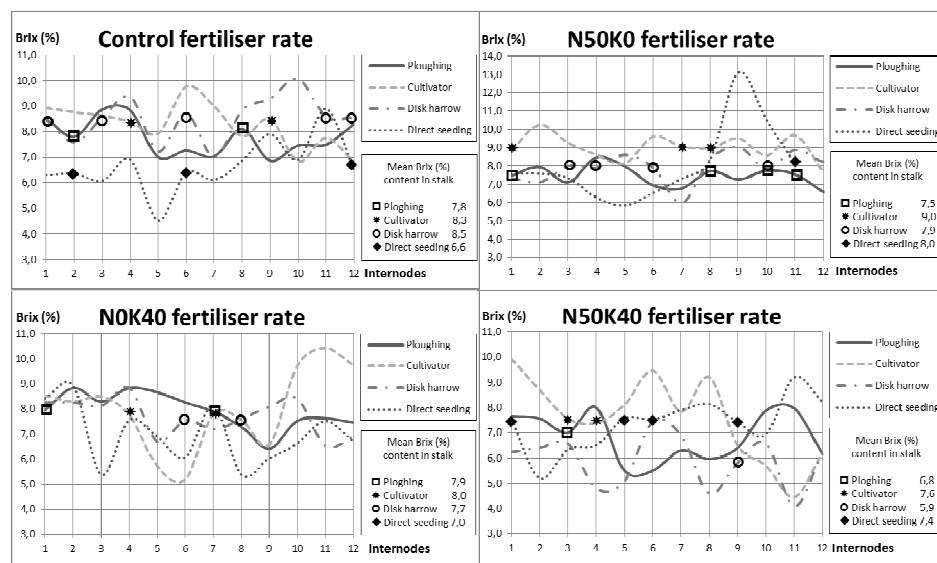 Control fertiliser rate
Brix (%)
11,0
10,0
9,0
8,0
7,0
6,0
5,0
4,0
3,0
1 2 3 4 5 6 7 8 9 10 11 12
Internodes
Ploughing
Cultivator
Disk harrow
Direct seeding
Mean Brix (%)
content in stalk
Ploghing 7,8
Cultivator 8,3
Disk harrow 8,5
Direct seeding 6,6
N50K0 fertiliser rate
Brix (%)
14,0
13,0
12,0
11,0
10,0
9,0
8,0
7,0
6,0
5,0
4,0
3,0
1 2 3 4 5 6 7 8 9 10 11 12
Internodes
Ploughing
Cultivator
Disk harrow
Direct seeding
Mean Brix (%)
content in stalk
Ploghing 7,5
Cultivator 9,0
Disk harrow 7,9
Direct seeding 8,0
N0K40 fertiliser rate
Brix (%)
11,0
10,0
9,0
8,0
7,0
6,0
5,0
4,0
3,0
1 2 3 4 5 6 7 8 9 10 11 12
Internodes
Ploughing
Cultivator
Disk harrow
Direct seeding
Mean Brix (%)
content in stalk
Ploghing 7,9
Cultivator 8,0
Disk harrow 7,7
Direct seeding 7,0
N50K40 fertiliser rate
Brix (%)
11,0
10,0
9,0
8,0
7,0
6,0
5,0
4,0
3,0
1 2 3 4 5 6 7 8 9 10 11 12
Internodes
Ploughing
Cultivator
Disk harrow
Direct seeding
Mean Brix (%)
content in stalk
Ploghing 6,8
Cultivator 7,6
Disk harrow 5,9
Direct seeding 7,4